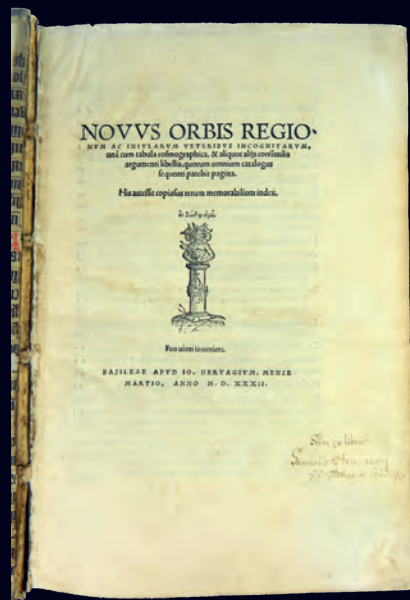 NOVVS ORBIS REGIO-
NVM AC INSVLARVM VETERIBVS INCOGNITARVM,
unà cum tabula cosmographica, & aliquot alijs consimilis
argumenti libellis, quorum omnium catalogus
sequenti patebit pagina.
His accessit copiosus rerum memorabilium index.
Fata uiam inuenient.
BASILEAE APVD IO. HERVAGIVM, MENSE
MARTIO, ANNO M. D. XXXII.